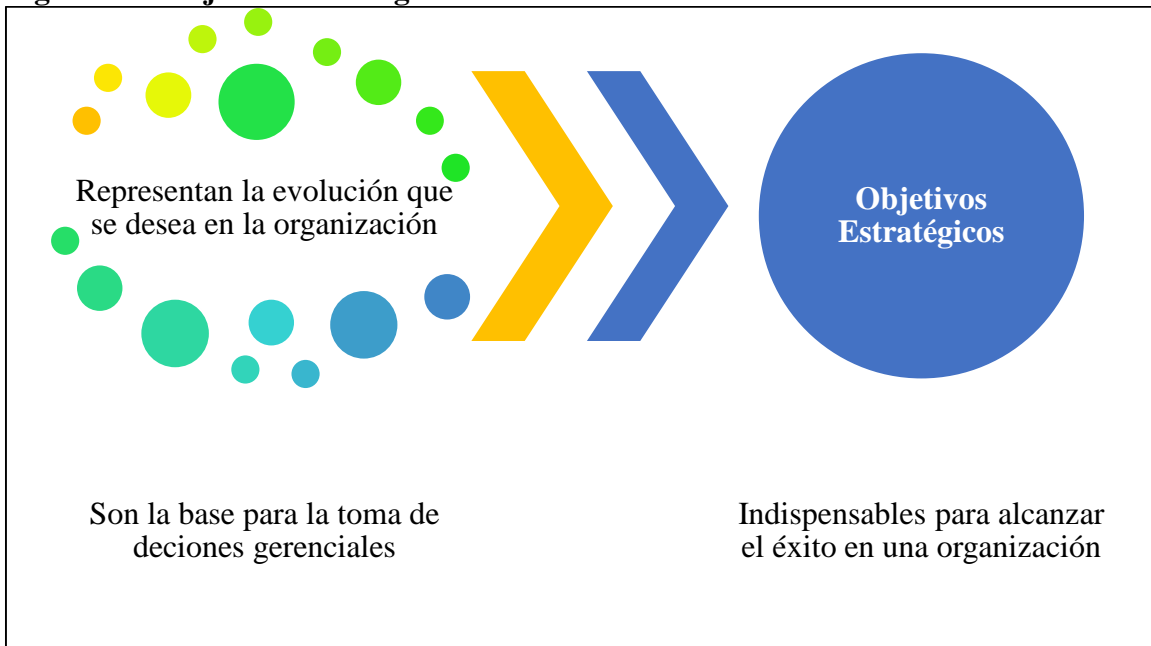 Representan la evolución que
se desea en la organización
Objetivos
Estratégicos
Son la base para la toma de
deciones gerenciales
Indispensables para alcanzar
el éxito en una organización